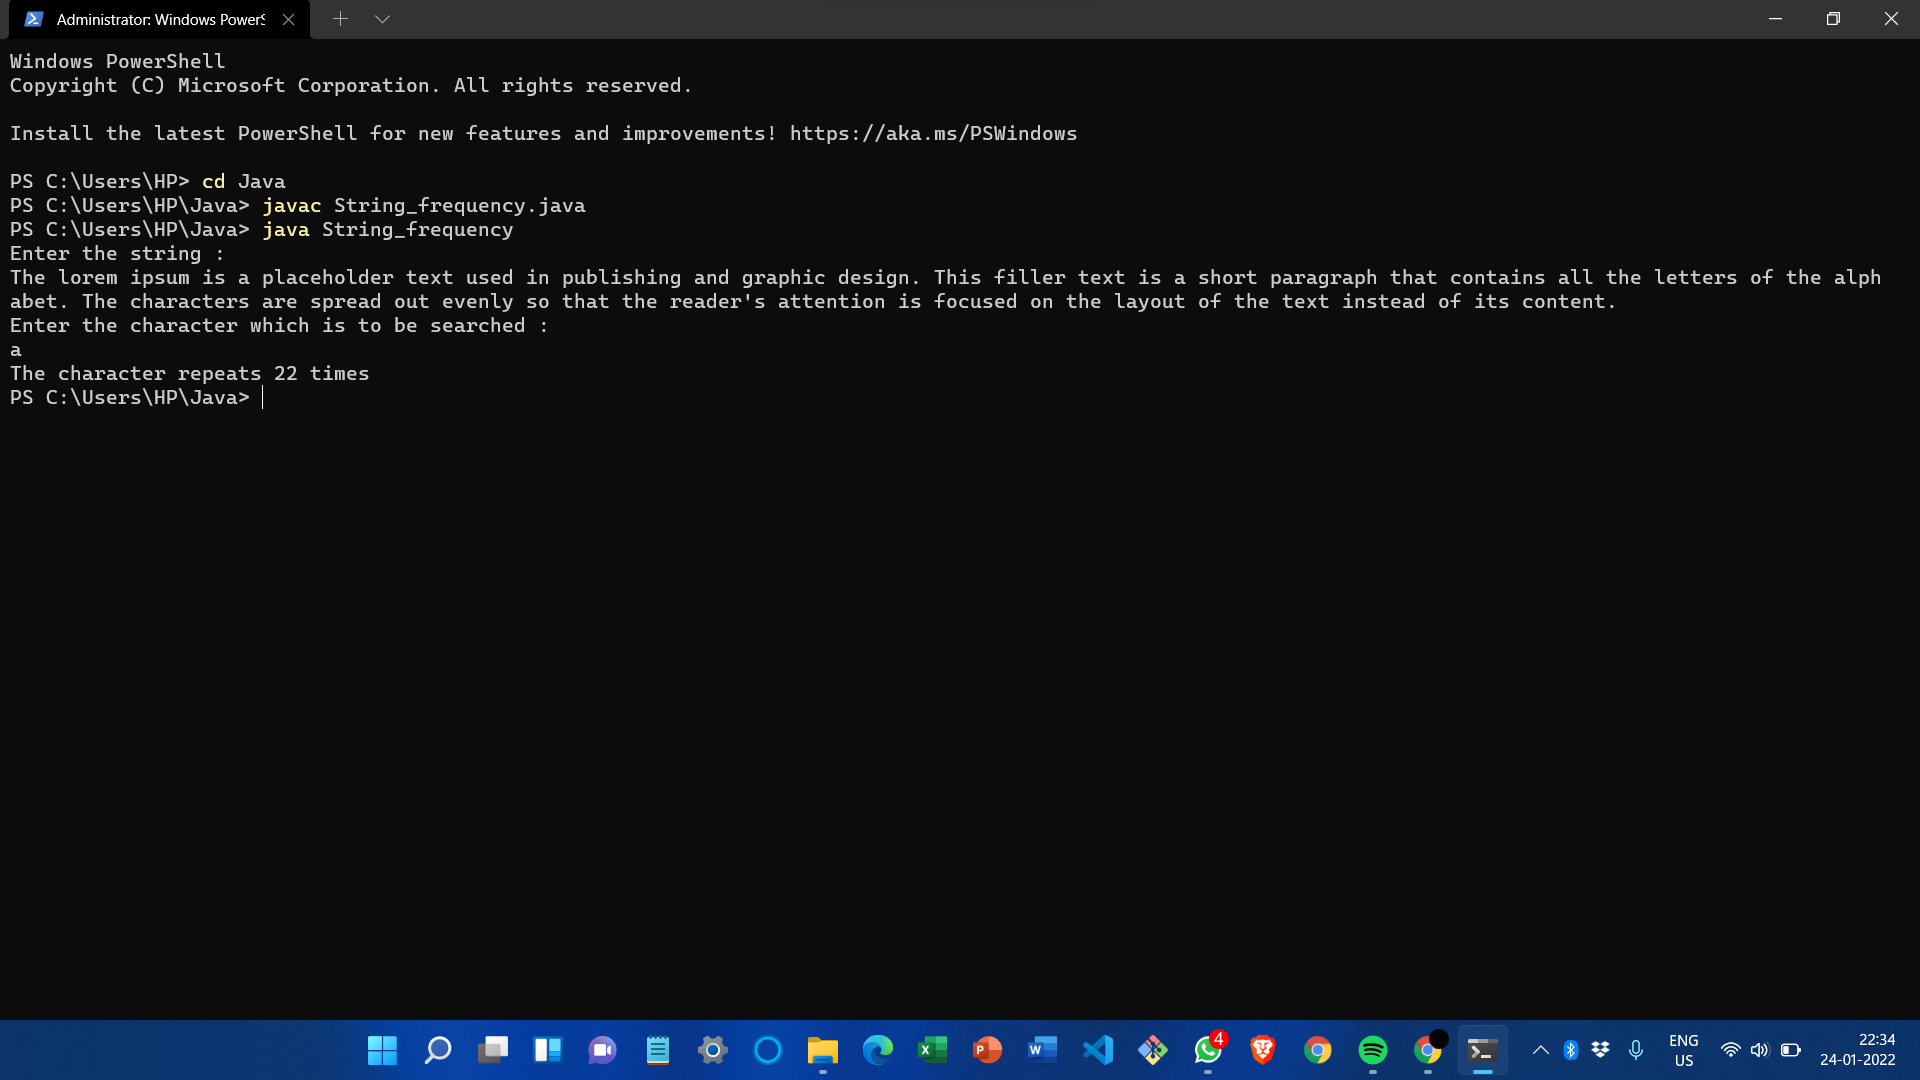 Administrator: Windows PowerS
Windows PowerShell
Copyright (C) Microsoft Corporation. All rights reserved.
Install the latest PowerShell for new features and improvements! https://aka.ms/PSWindows
PS C:\Users\HP> cd Java
PS C:\Users\HP\Java> javac String_frequency.java
PS C:\Users\HP\Java> java String_frequency
Enter the string :
The lorem ipsum is a placeholder text used in publishing and graphic design. This filler text is a short paragraph that contains all the letters of the alph
abet. The characters are spread out evenly so that the reader's attention is focused on the layout of the text instead of its content.
Enter the character which is to be searched :
a
The character repeats 22 times
PS C:\Users\HP\Java>
4
ENG
US
22:34
24-01-2022